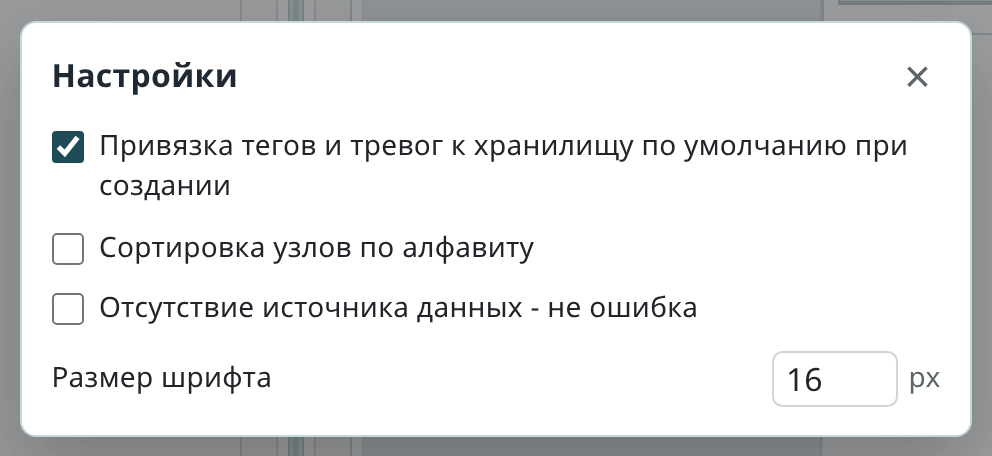 Настройки
Привязка тегов и тревог к хранилищу по умолчанию при
создании
Сортировка узлов по алфавиту
Отсутствие источника данных - не ошибка
Размер шрифта 16 px